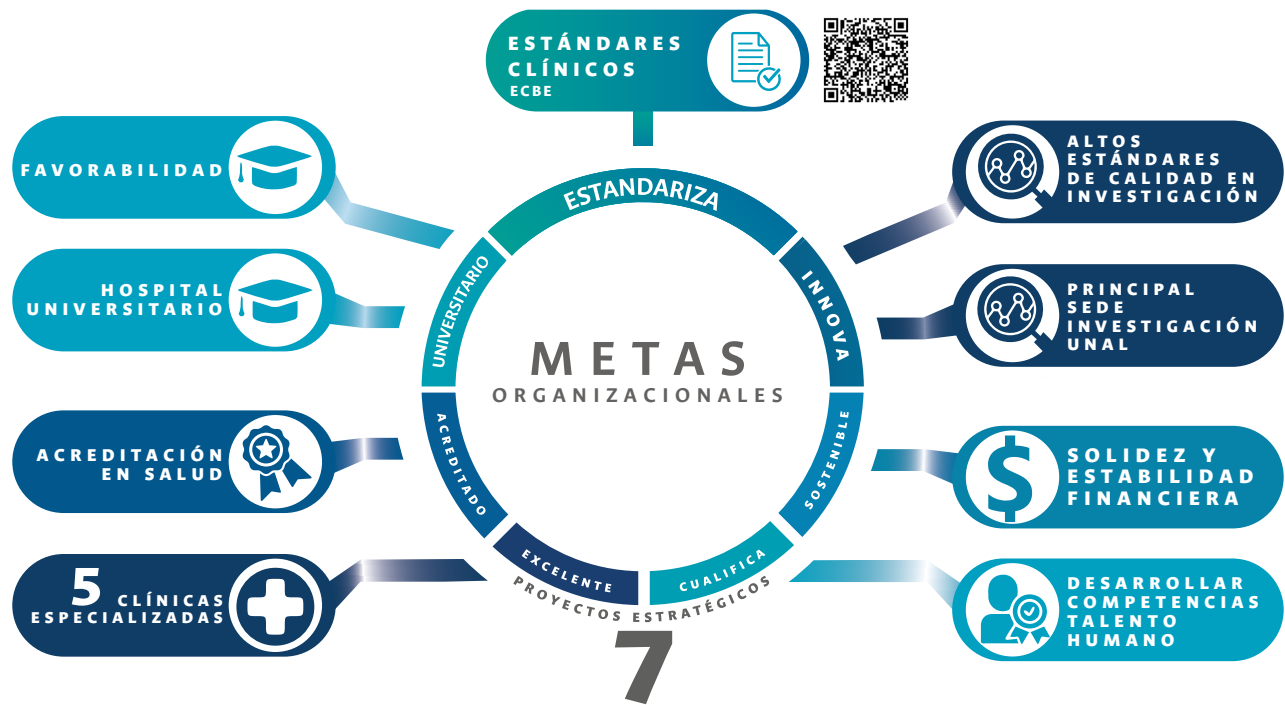 ESTÁNDARES
CLÍNICOS
ECBE
FAVORABILIDAD
HOSPITAL
UNIVERSITARIO
ACREDITACIÓN
EN SALUD
5 CLÍNICAS
ESPECIALIZADAS
ESTANDARIZA
UNIVERSITARIO
INNOVA
METAS
ORGANIZACIONALES
ACREDITADO
SOSTENIBLE
EXCELENTE
CUALIFICA
PROYECTOS ESTRATÉGICOS
7
ALTOS
ESTÁNDARES
DE CALIDAD EN
INVESTIGACIÓN
PRINCIPAL
SEDE
INVESTIGACIÓN
UNAL
$
SOLIDEZ Y
ESTABILIDAD
FINANCIERA
DESARROLLAR
COMPETENCIAS
TALENTO
HUMANO